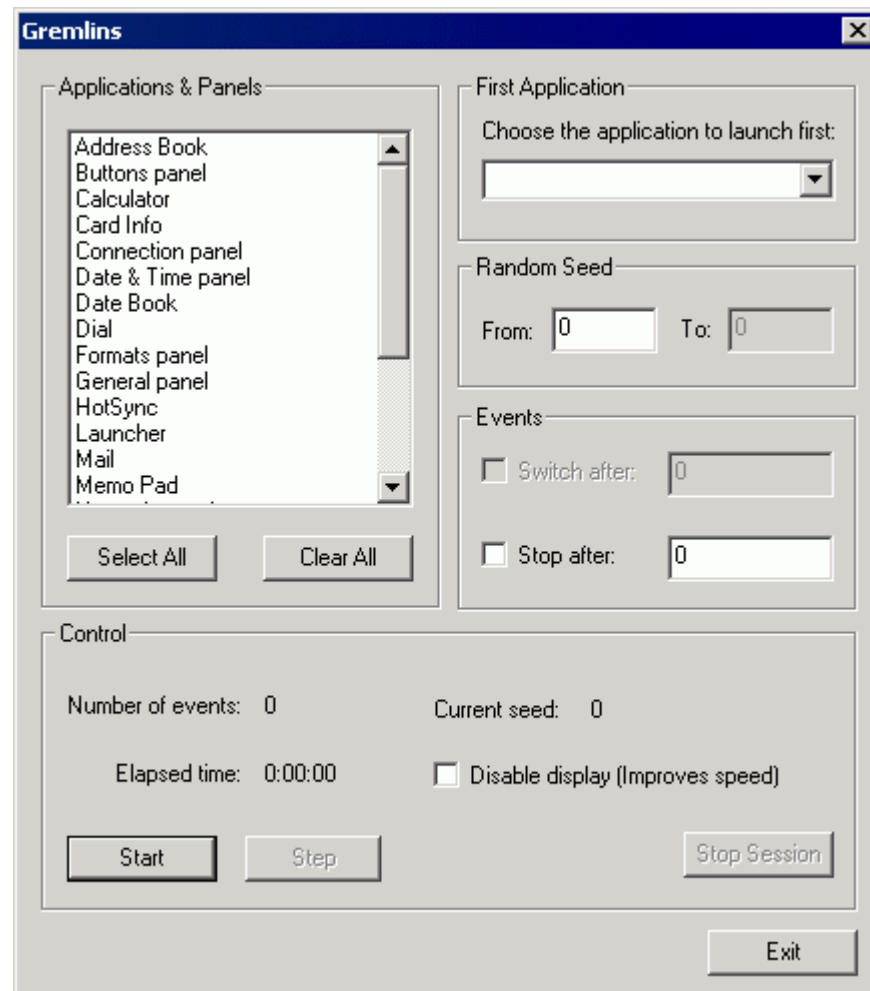 Gremlins
Applications & Panels
Address Book
Buttons panel
Calculator
Card Info
Connection panel
Date & Time panel
Date Book
Dial
Formats panel
General panel
HotSync
Launcher
Mail
Memo Pad
Select All Clear All
First Application
Choose the application to launch first:
Random Seed
From: 0 To: 0
Events
Switch after: 0
Stop after: 0
Control
Number of events: 0 Current seed: 0
Elapsed time: 0:00:00 Disable display (Improves speed)
Start Step Stop Session
Exit